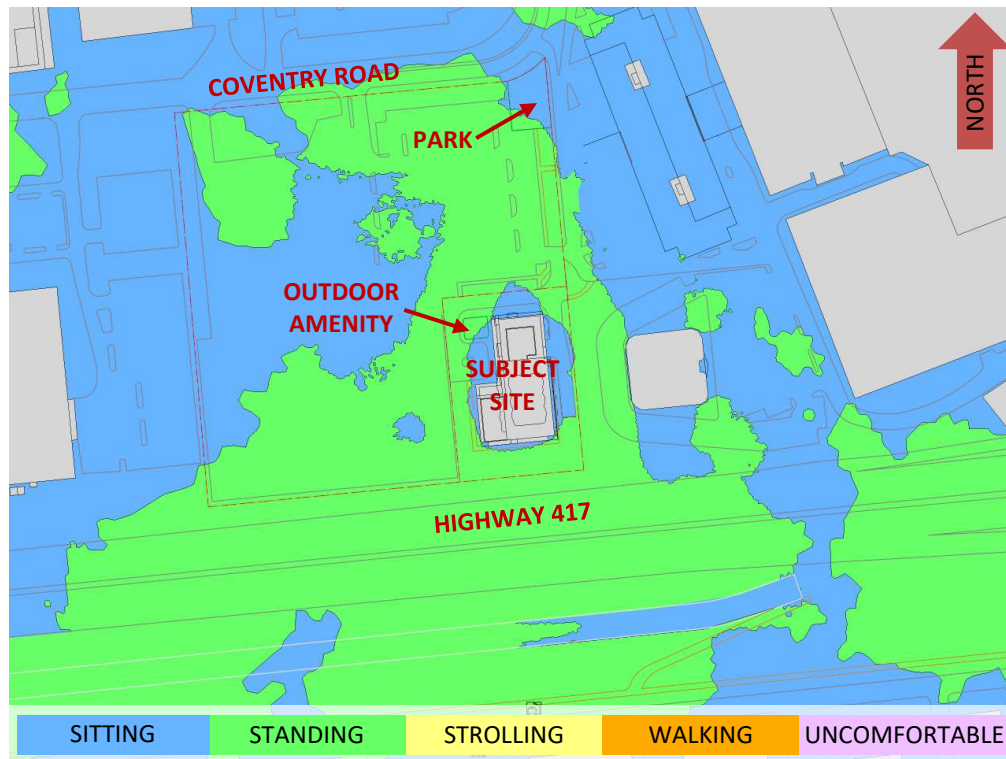 COVENTRY ROAD
NORTH
PARK
OUTDOOR
AMENITY
SUBJECT
SITE
HIGHWAY 417
SITTING
STANDING
STROLLING
WALKING
UNCOMFORTABLE